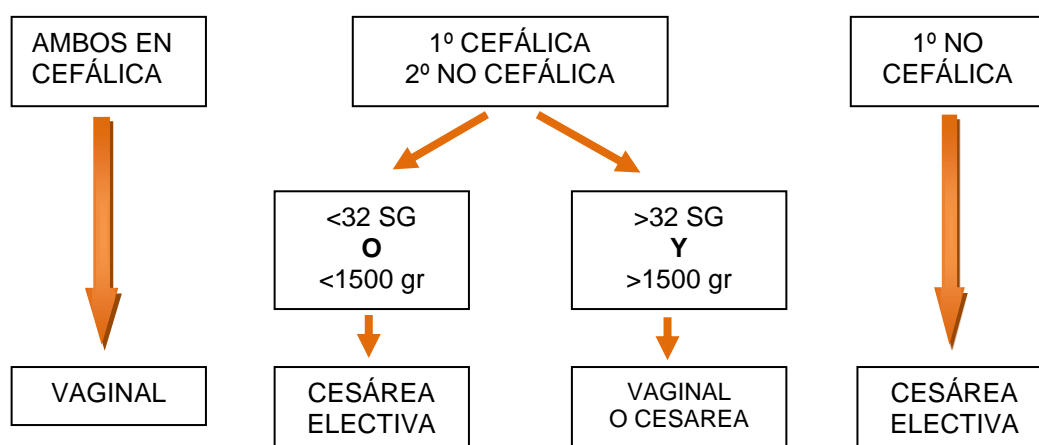 AMBOS EN
CEFÁLICA
1º CEFÁLICA
2º NO CEFÁLICA
1º NO
CEFÁLICA
<32 SG
O
<1500 gr
>32 SG
Y
>1500 gr
VAGINAL
CESÁREA
ELECTIVA
VAGINAL
O CESAREA
CESÁREA
ELECTIVA